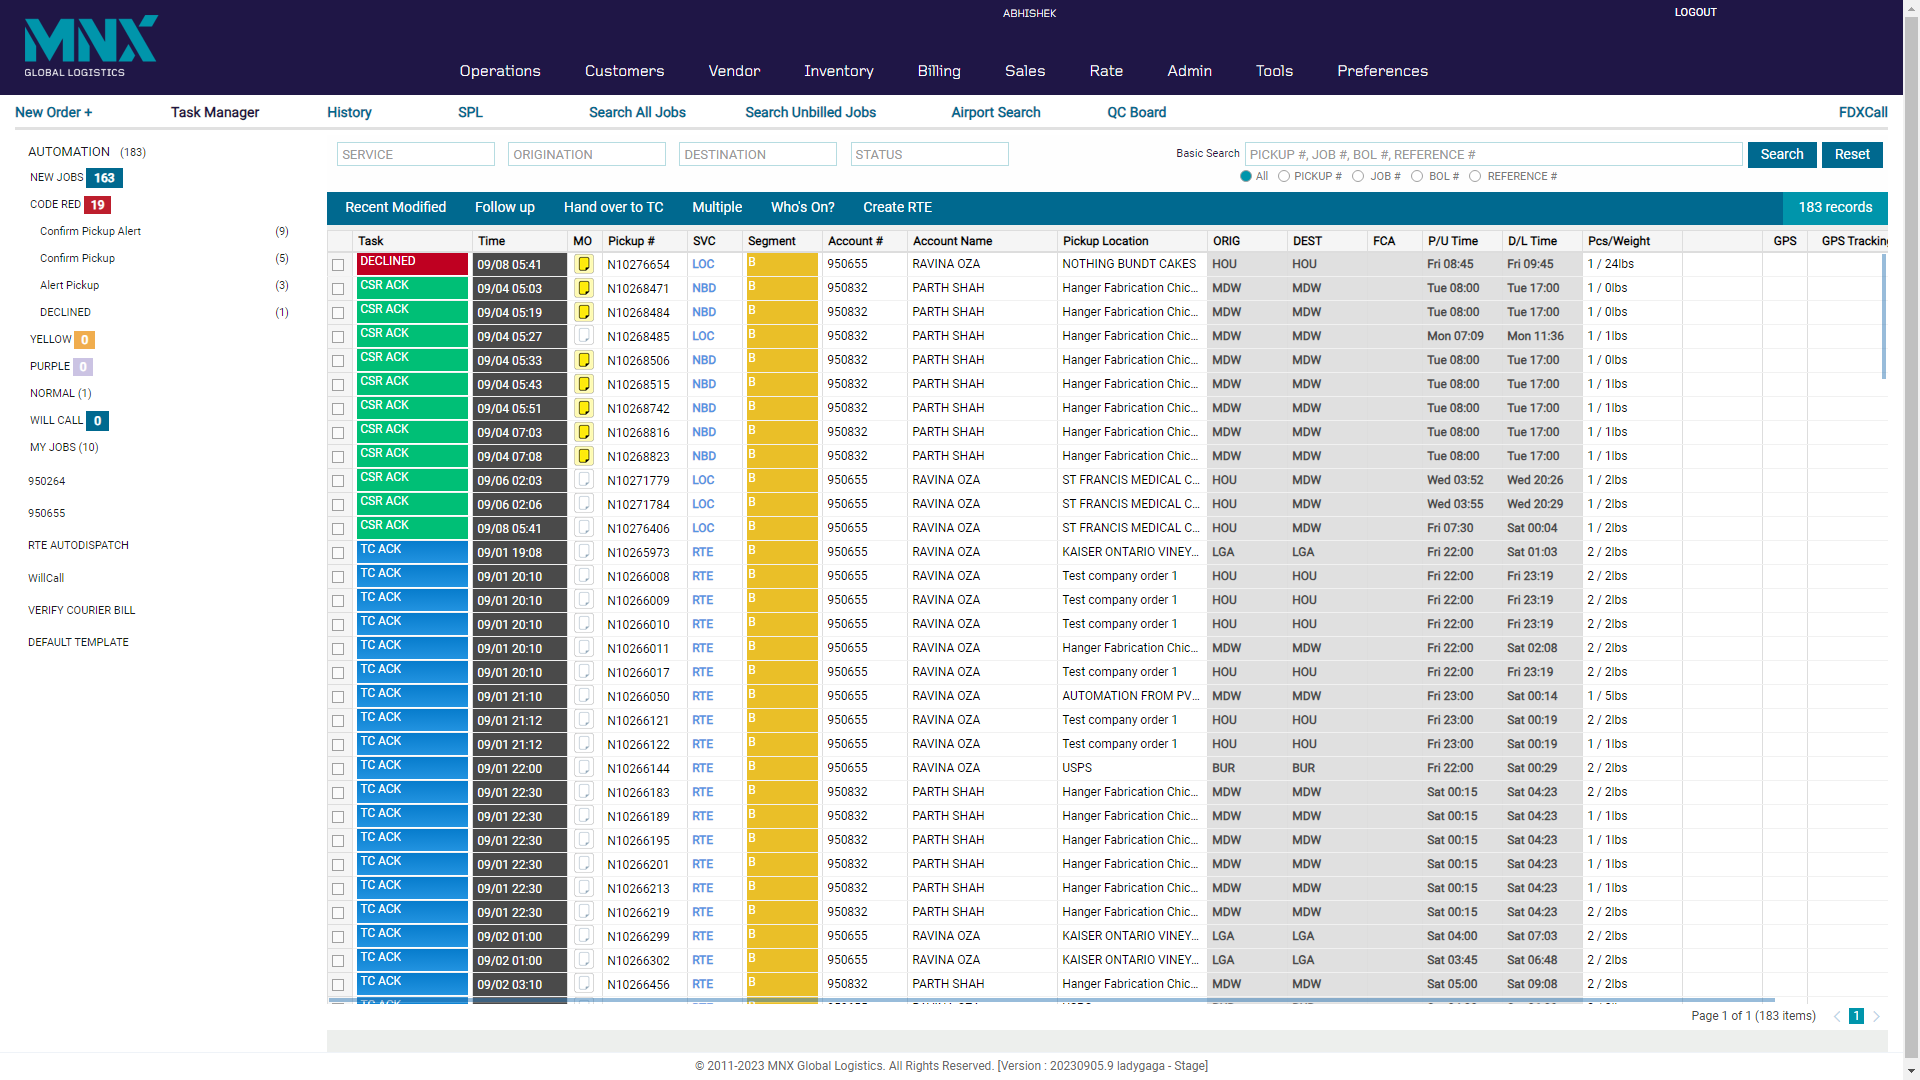 ABHISHEK
LOGOUT
MNX
GLOBAL LOGISTICS
Operations Customers Vendor Inventory Billing Sales Rate Admin Tools Preferences
New Order + Task Manager History SPL Search All Jobs Search Unbilled Jobs Airport Search QC Board FDXCall
AUTOMATION (183)
NEW JOBS 163
CODE RED 19
Confirm Pickup Alert (9)
Confirm Pickup (5)
Alert Pickup (3)
DECLINED (1)
YELLOW 0
PURPLE 0
NORMAL (1)
WILL CALL 0
MY JOBS (10)
950264
950655
RTE AUTODISPATCH
WillCall
VERIFY COURIER BILL
DEFAULT TEMPLATE
SERVICE ORIGINATION DESTINATION STATUS Basic Search PICKUP #, JOB #, BOL #, REFERENCE # Search Reset
All PICKUP # JOB # BOL # REFERENCE #
Recent Modified Follow up Hand over to TC Multiple Who's On? Create RTE 183 records
Task Time MO Pickup # SVC Segment Account # Account Name Pickup Location ORIG DEST FCA P/U Time D/L Time Pcs/Weight GPS GPS Tracking
DECLINED 09/08 05:41 N10276654 LOC B 950655 RAVINA OZA NOTHING BUNDT CAKES HOU HOU Fri 08:45 Fri 09:45 1 / 24lbs
CSR ACK 09/04 05:03 N10268471 NBD B 950832 PARTH SHAH Hanger Fabrication Chic... MDW MDW Tue 08:00 Tue 17:00 1 / 0lbs
CSR ACK 09/04 05:19 N10268484 NBD B 950832 PARTH SHAH Hanger Fabrication Chic... MDW MDW Tue 08:00 Tue 17:00 1 / 0lbs
CSR ACK 09/04 05:27 N10268485 LOC B 950832 PARTH SHAH Hanger Fabrication Chic... MDW MDW Mon 07:09 Mon 11:36 1 / 1lbs
CSR ACK 09/04 05:33 N10268506 NBD B 950832 PARTH SHAH Hanger Fabrication Chic... MDW MDW Tue 08:00 Tue 17:00 1 / 0lbs
CSR ACK 09/04 05:43 N10268515 NBD B 950832 PARTH SHAH Hanger Fabrication Chic... MDW MDW Tue 08:00 Tue 17:00 1 / 1lbs
CSR ACK 09/04 05:51 N10268742 NBD B 950832 PARTH SHAH Hanger Fabrication Chic... MDW MDW Tue 08:00 Tue 17:00 1 / 1lbs
CSR ACK 09/04 07:03 N10268816 NBD B 950832 PARTH SHAH Hanger Fabrication Chic... MDW MDW Tue 08:00 Tue 17:00 1 / 1lbs
CSR ACK 09/04 07:08 N10268823 NBD B 950832 PARTH SHAH Hanger Fabrication Chic... MDW MDW Tue 08:00 Tue 17:00 1 / 1lbs
CSR ACK 09/06 02:03 N10271779 LOC B 950655 RAVINA OZA ST FRANCIS MEDICAL C... HOU MDW Wed 03:52 Wed 20:26 1 / 2lbs
CSR ACK 09/06 02:06 N10271784 LOC B 950655 RAVINA OZA ST FRANCIS MEDICAL C... HOU MDW Wed 03:55 Wed 20:29 1 / 2lbs
CSR ACK 09/08 05:41 N10276406 LOC B 950655 RAVINA OZA ST FRANCIS MEDICAL C... HOU MDW Fri 07:30 Sat 00:04 1 / 2lbs
TC ACK 09/01 19:08 N10265973 RTE B 950655 RAVINA OZA KAISER ONTARIO VINEY... LGA LGA Fri 22:00 Sat 01:03 2 / 2lbs
TC ACK 09/01 20:10 N10266008 RTE B 950655 RAVINA OZA Test company order 1 HOU HOU Fri 22:00 Fri 23:19 2 / 2lbs
TC ACK 09/01 20:10 N10266009 RTE B 950655 RAVINA OZA Test company order 1 HOU HOU Fri 22:00 Fri 23:19 2 / 2lbs
TC ACK 09/01 20:10 N10266010 RTE B 950655 RAVINA OZA Test company order 1 HOU HOU Fri 22:00 Fri 23:19 2 / 2lbs
TC ACK 09/01 20:10 N10266011 RTE B 950655 RAVINA OZA Hanger Fabrication Chic... MDW MDW Fri 22:00 Sat 02:08 2 / 2lbs
TC ACK 09/01 20:10 N10266017 RTE B 950655 RAVINA OZA Test company order 1 HOU HOU Fri 22:00 Fri 23:19 2 / 2lbs
TC ACK 09/01 21:10 N10266050 RTE B 950655 RAVINA OZA AUTOMATION FROM PV... MDW MDW Fri 23:00 Sat 00:14 1 / 5lbs
TC ACK 09/01 21:12 N10266121 RTE B 950655 RAVINA OZA Test company order 1 HOU HOU Fri 23:00 Sat 00:19 2 / 2lbs
TC ACK 09/01 21:12 N10266122 RTE B 950655 RAVINA OZA Test company order 1 HOU HOU Fri 23:00 Sat 00:19 1 / 1lbs
TC ACK 09/01 22:00 N10266144 RTE B 950655 RAVINA OZA USPS BUR BUR Fri 22:00 Sat 00:29 2 / 2lbs
TC ACK 09/01 22:30 N10266183 RTE B 950832 PARTH SHAH Hanger Fabrication Chic... MDW MDW Sat 00:15 Sat 04:23 2 / 2lbs
TC ACK 09/01 22:30 N10266189 RTE B 950832 PARTH SHAH Hanger Fabrication Chic... MDW MDW Sat 00:15 Sat 04:23 1 / 1lbs
TC ACK 09/01 22:30 N10266195 RTE B 950832 PARTH SHAH Hanger Fabrication Chic... MDW MDW Sat 00:15 Sat 04:23 1 / 1lbs
TC ACK 09/01 22:30 N10266201 RTE B 950832 PARTH SHAH Hanger Fabrication Chic... MDW MDW Sat 00:15 Sat 04:23 1 / 1lbs
TC ACK 09/01 22:30 N10266213 RTE B 950832 PARTH SHAH Hanger Fabrication Chic... MDW MDW Sat 00:15 Sat 04:23 1 / 1lbs
TC ACK 09/01 22:30 N10266219 RTE B 950832 PARTH SHAH Hanger Fabrication Chic... MDW MDW Sat 00:15 Sat 04:23 2 / 2lbs
TC ACK 09/02 01:00 N10266299 RTE B 950655 RAVINA OZA KAISER ONTARIO VINEY... LGA LGA Sat 04:00 Sat 07:03 2 / 2lbs
TC ACK 09/02 01:00 N10266302 RTE B 950655 RAVINA OZA KAISER ONTARIO VINEY... LGA LGA Sat 03:45 Sat 06:48 2 / 2lbs
TC ACK 09/02 03:10 N10266456 RTE B 950832 PARTH SHAH Hanger Fabrication Chic... MDW MDW Sat 05:00 Sat 09:08 2 / 2lbs
Page 1 of 1 (183 items) 1
© 2011-2023 MNX Global Logistics. All Rights Reserved. [Version : 20230905.9 ladygaga - Stage]